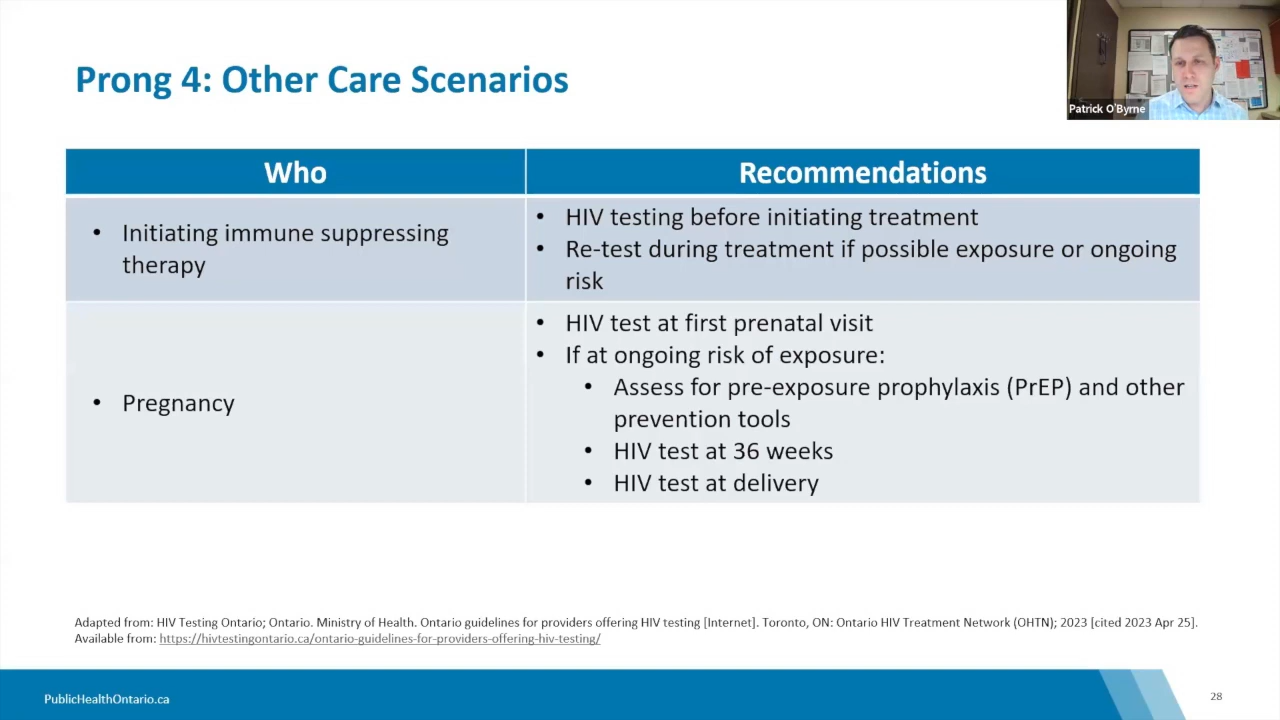 Prong 4: Other Care Scenarios
Patrick O'Byrne
Who
Recommendations
• Initiating immune suppressing
therapy
• HIV testing before initiating treatment
• Re-test during treatment if possible exposure or ongoing
risk
• Pregnancy
• HIV test at first prenatal visit
• If at ongoing risk of exposure:
• Assess for pre-exposure prophylaxis (PrEP) and other
prevention tools
• HIV test at 36 weeks
• HIV test at delivery
Adapted from: HIV Testing Ontario; Ontario. Ministry of Health. Ontario guidelines for providers offering HIV testing [Internet]. Toronto, ON: Ontario HIV Treatment Network (OHTN); 2023 [cited 2023 Apr 25].
Available from: https://hivtestingontario.ca/ontario-guidelines-for-providers-offering-hiv-testing/
PublicHealthOntario.ca
28